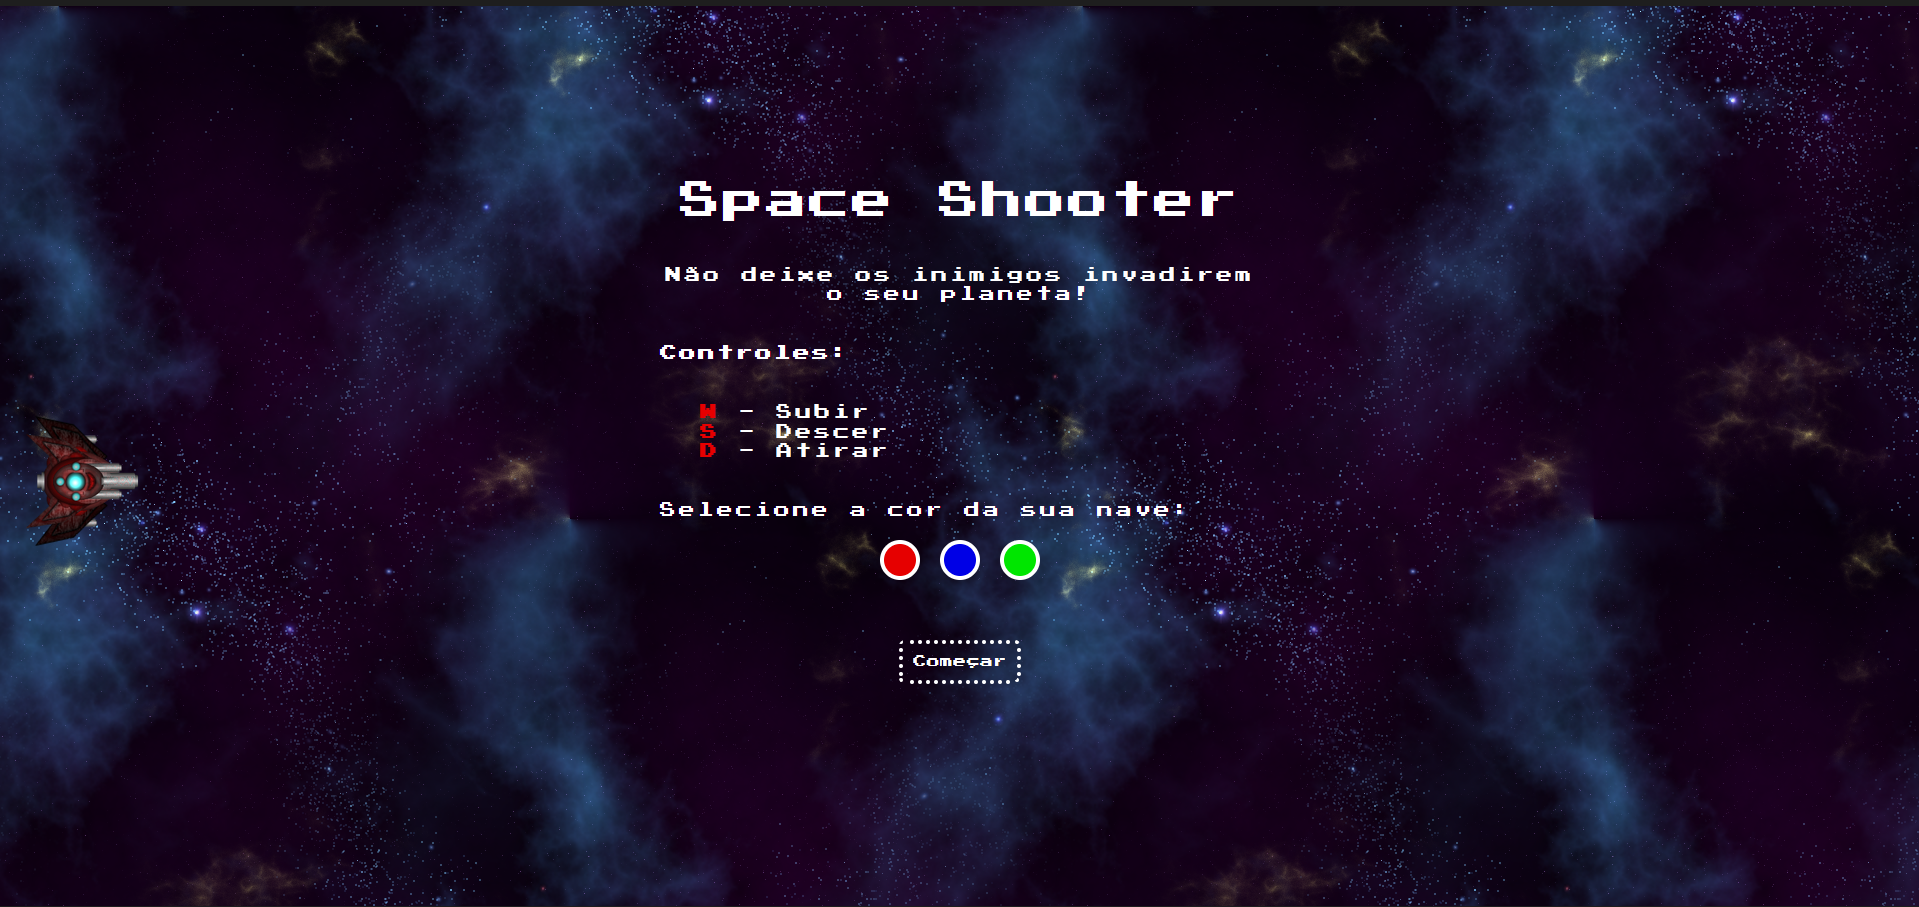 Space Shooter
Não deixe os inimigos invadirem
o seu planeta!
Controles:
W - Subir
S - Descer
D - Atirar
Selecione a cor da sua nave:
Começar